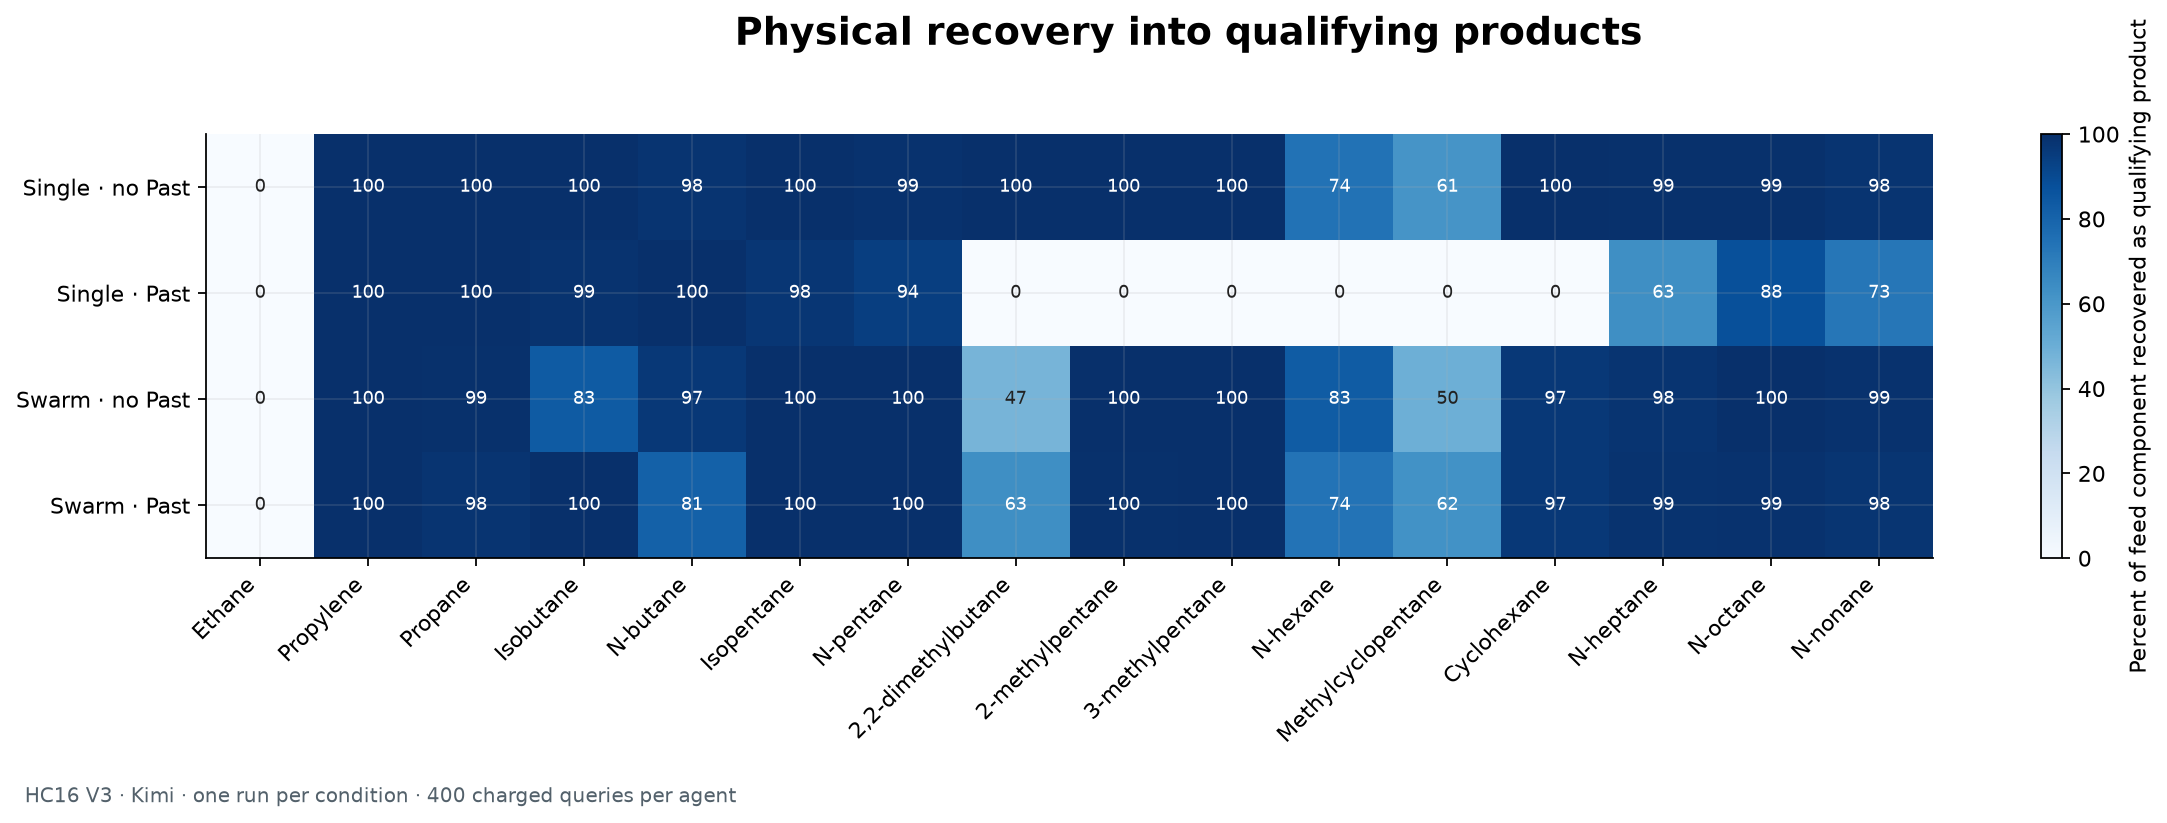 Physical recovery into qualifying products
Single · no Past 0 100 100 100 98 100 99 100 100 100 74 61 100 99 99 98
Single · Past 0 100 100 99 100 98 94 0 0 0 0 0 0 63 88 73
Swarm · no Past 0 100 99 83 97 100 100 47 100 100 83 50 97 98 100 99
Swarm · Past 0 100 98 100 81 100 100 63 100 100 74 62 97 99 99 98
Ethane
Propylene
Propane
Isobutane
N-butane
Isopentane
N-pentane
2,2-dimethylbutane
2-methylpentane
3-methylpentane
N-hexane
Methylcyclopentane
Cyclohexane
N-heptane
N-octane
N-nonane
100
80
60
40
20
0
Percent of feed component recovered as qualifying product
HC16 V3 · Kimi · one run per condition · 400 charged queries per agent